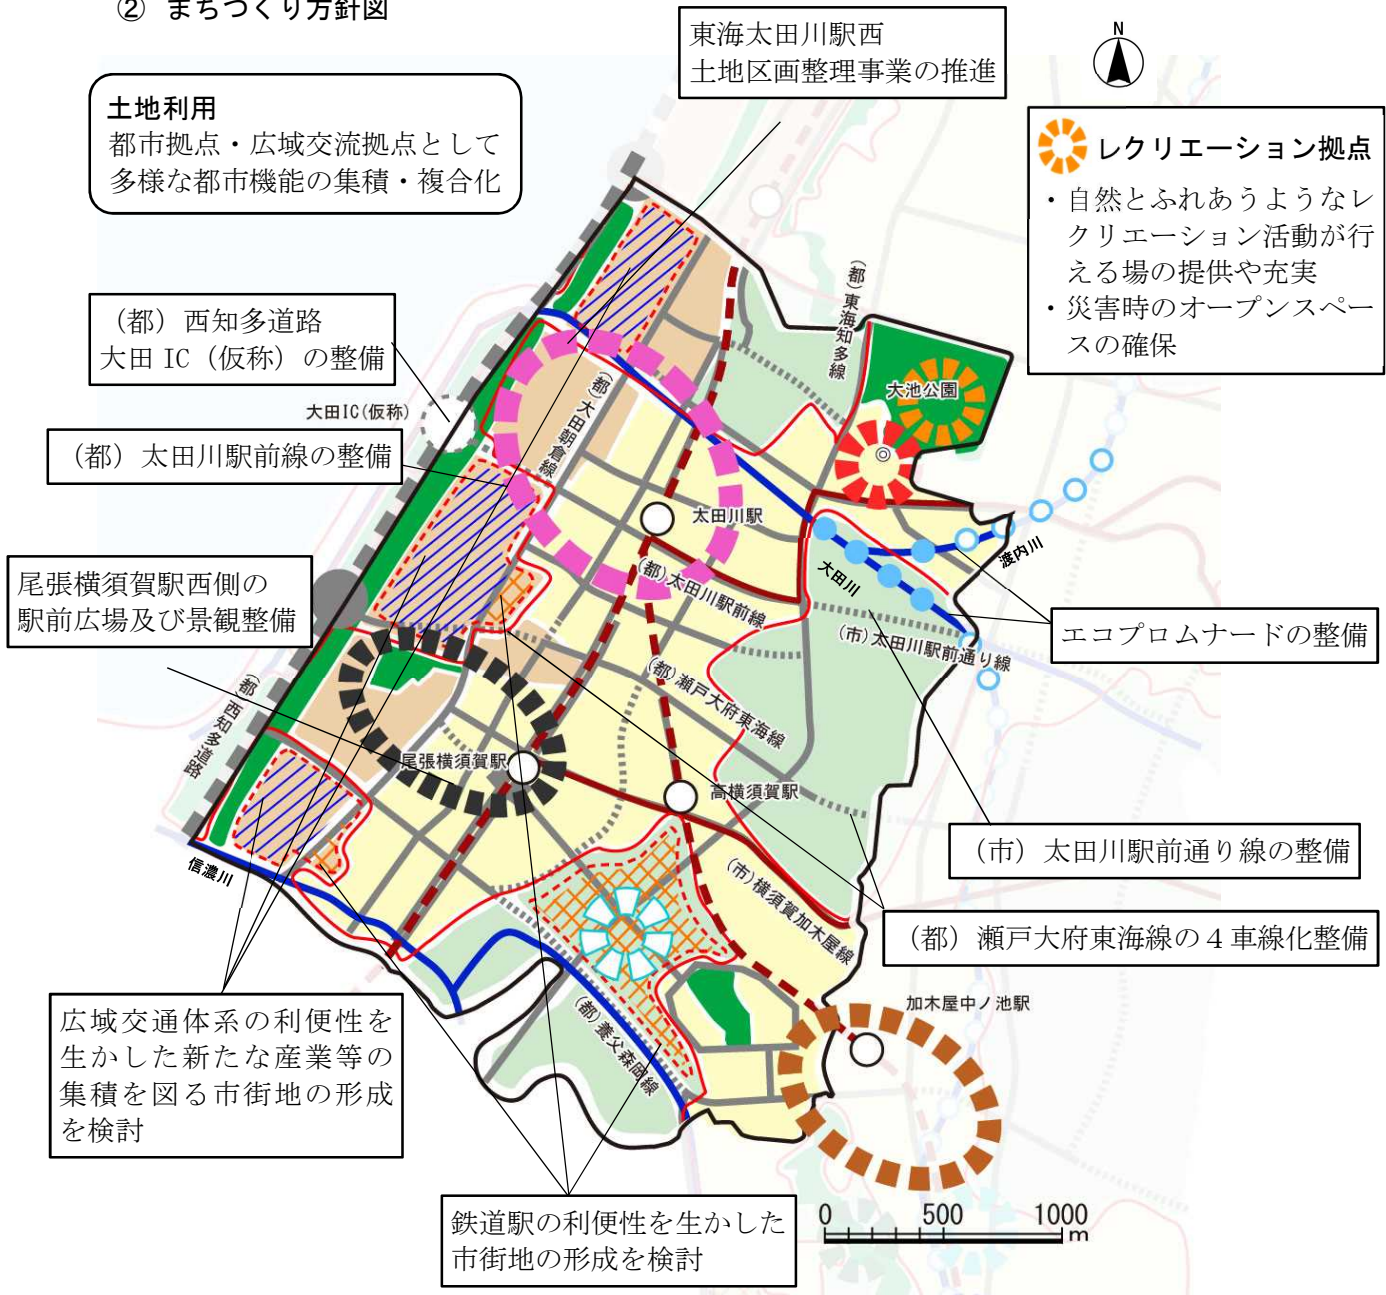 ② まちづくり方針図
東海太田川駅西
土地区画整理事業の推進
N
土地利用
都市拠点・広域交流拠点として
多様な都市機能の集積・複合化
レクリエーション拠点
・自然とふれあうようなレ
クリエーション活動が行
える場の提供や充実
・災害時のオープンスペー
スの確保
(都)西知多道路
大田 IC(仮称)の整備
大田IC(仮称)
(都)東海知多線
大池公園
(都)大田朝倉線
(都)太田川駅前線の整備
太田川駅
渡内川
大田川
(都)太田川駅前線
尾張横須賀駅西側の
駅前広場及び景観整備
エコプロムナードの整備
(市)太田川駅前通り線
(都)瀬戸大府東海線
(都)西知多道路
尾張横須賀駅
高横須賀駅
(市)太田川駅前通り線の整備
信濃川
(市)横須賀加木屋線
(都)瀬戸大府東海線の4車線化整備
加木屋中ノ池駅
(都)養父森岡線
広域交通体系の利便性を
生かした新たな産業等の
集積を図る市街地の形成
を検討
鉄道駅の利便性を生かした
市街地の形成を検討
0 500 1000
m